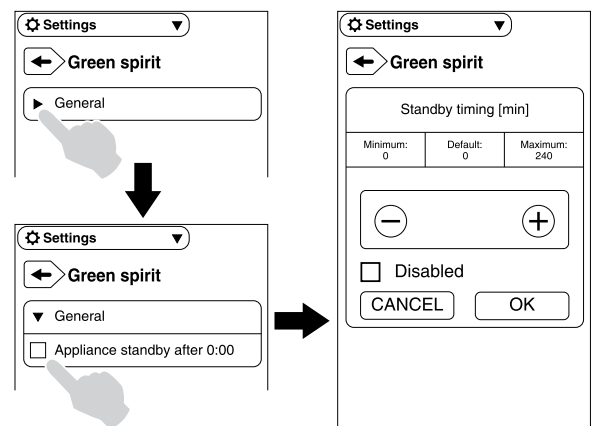 Settings
Green spirit
General
Settings
Green spirit
General
Appliance standby after 0:00
Settings
Green spirit
Standby timing [min]
Minimum: Default: Maximum:
0 0 240
Disabled
CANCEL OK